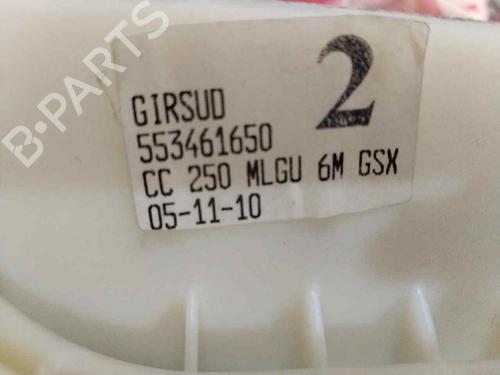 B-PARTS
2
GIRSUD
553461650
CC 250 MLGU 6M GSX
05-11-10